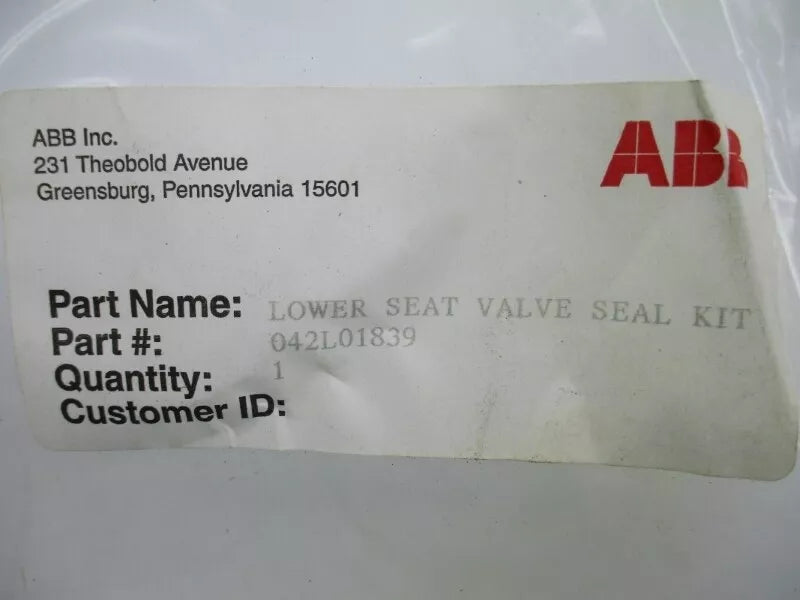 ABB Inc.
231 Theobold Avenue
Greensburg, Pennsylvania 15601
ABB
Part Name: LOWER SEAT VALVE SEAL KIT
Part #: 042L01839
Quantity: 1
Customer ID: